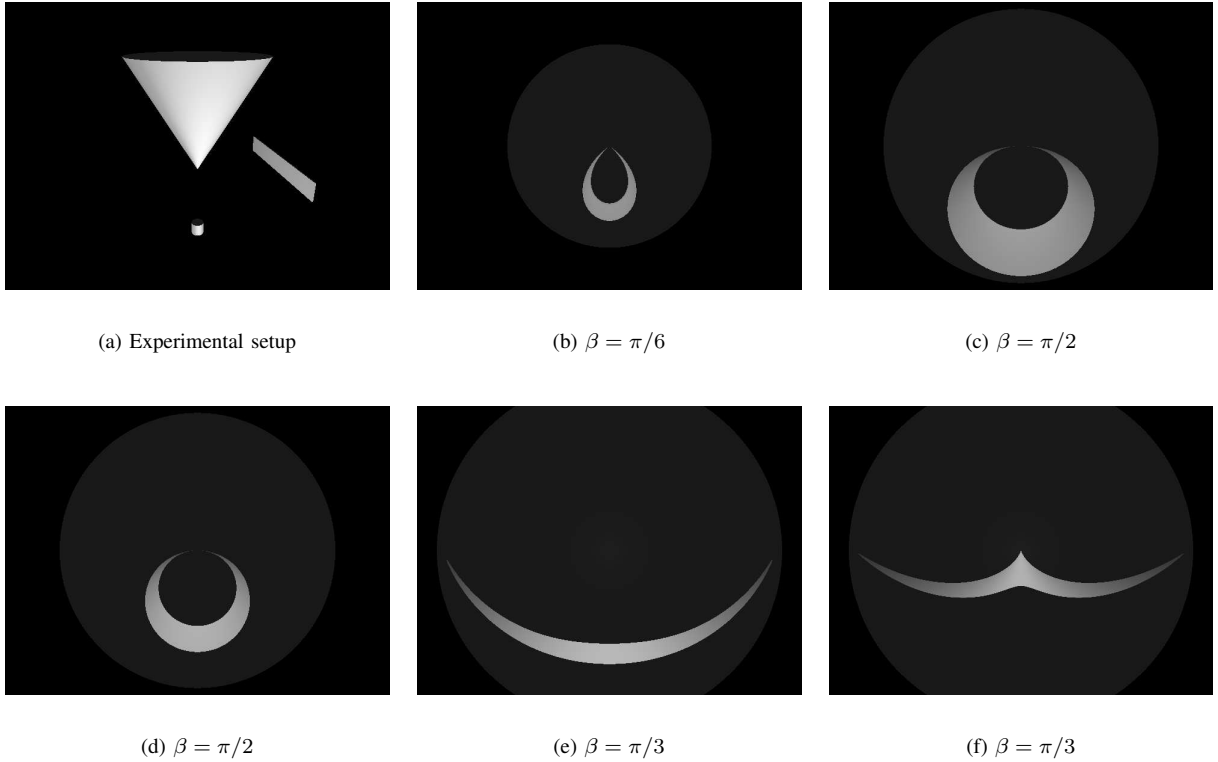 (a) Experimental setup
(b) β = π/6
(c) β = π/2
(d) β = π/2
(e) β = π/3
(f) β = π/3